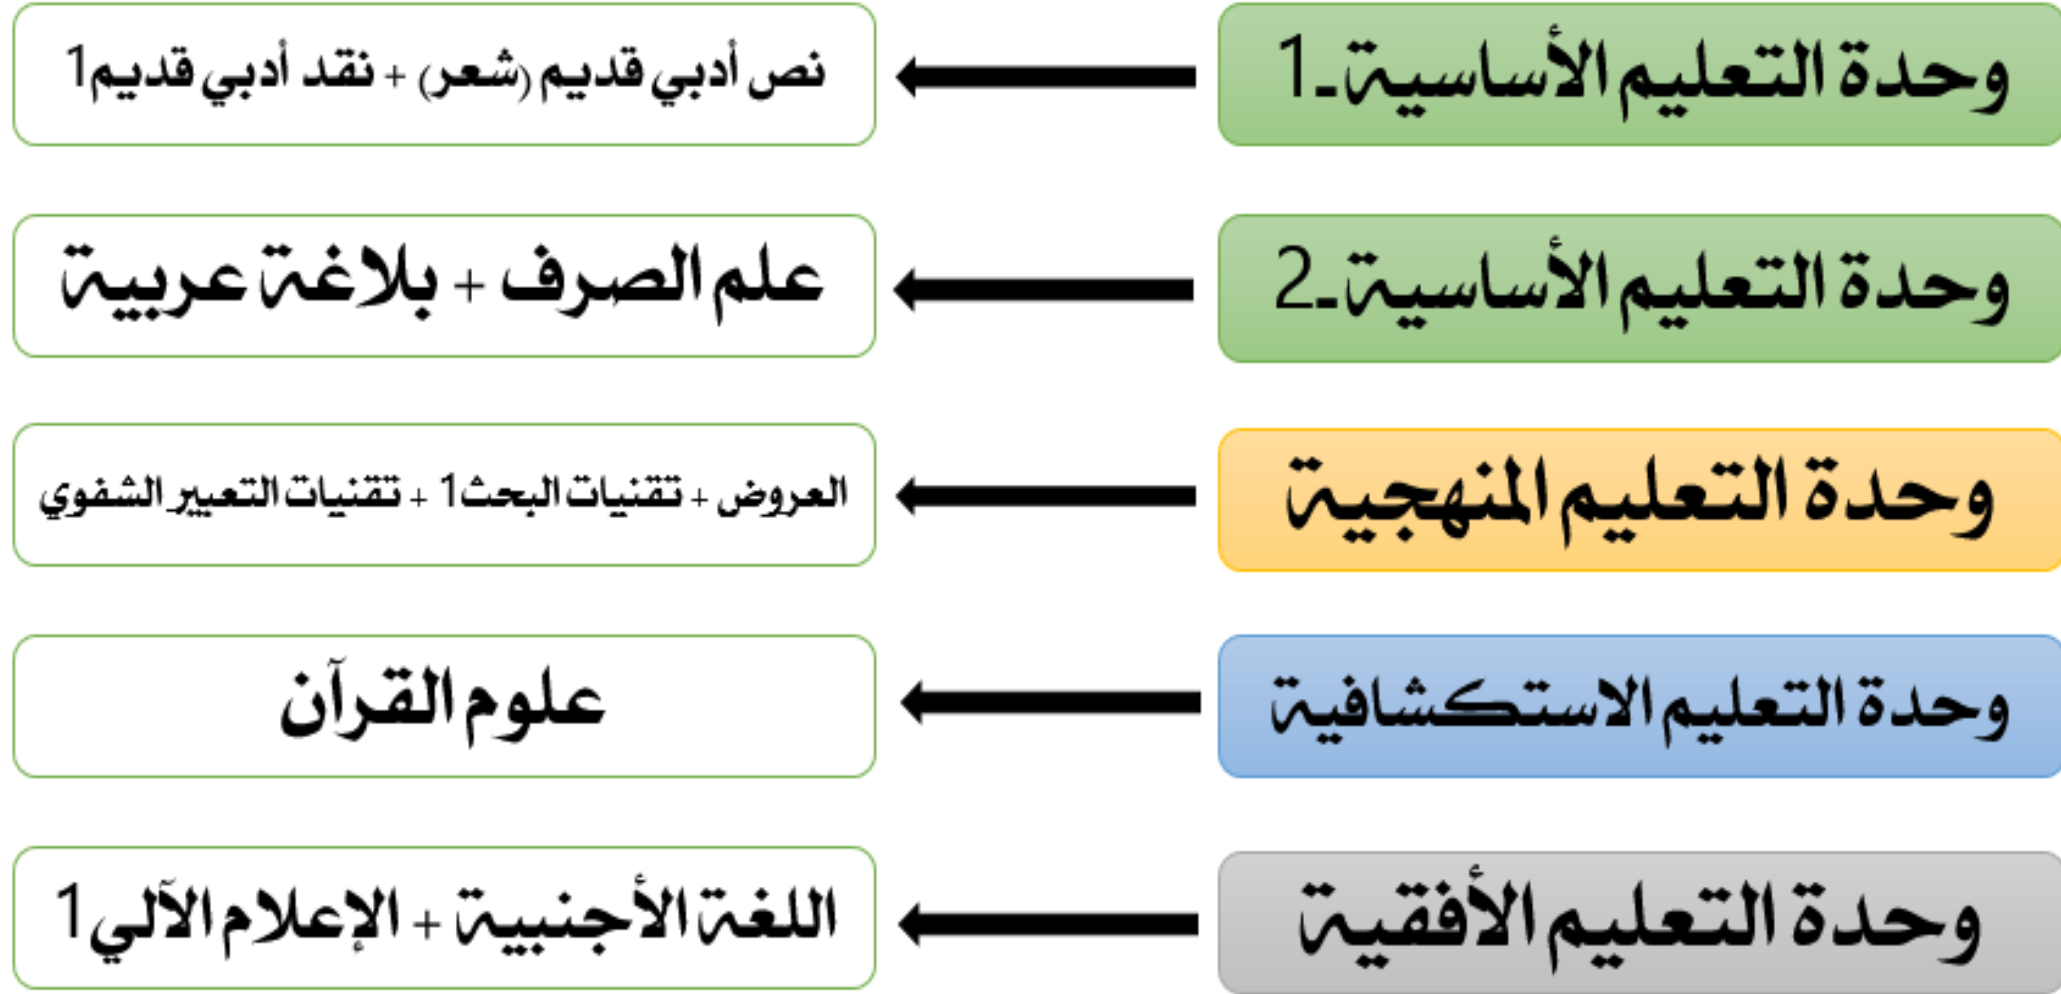 وحدة التعليم الأساسية-1
نص أدبي قديم (شعر) + نقد أدبي قديم1
وحدة التعليم الأساسية-2
علم الصرف + بلاغة عربية
وحدة التعليم المنهجية
العروض + تقنيات البحث1 + تقنيات التعبير الشفوي
وحدة التعليم الاستكشافية
علوم القرآن
وحدة التعليم الأفقية
اللغة الأجنبية + الإعلام الآلي1